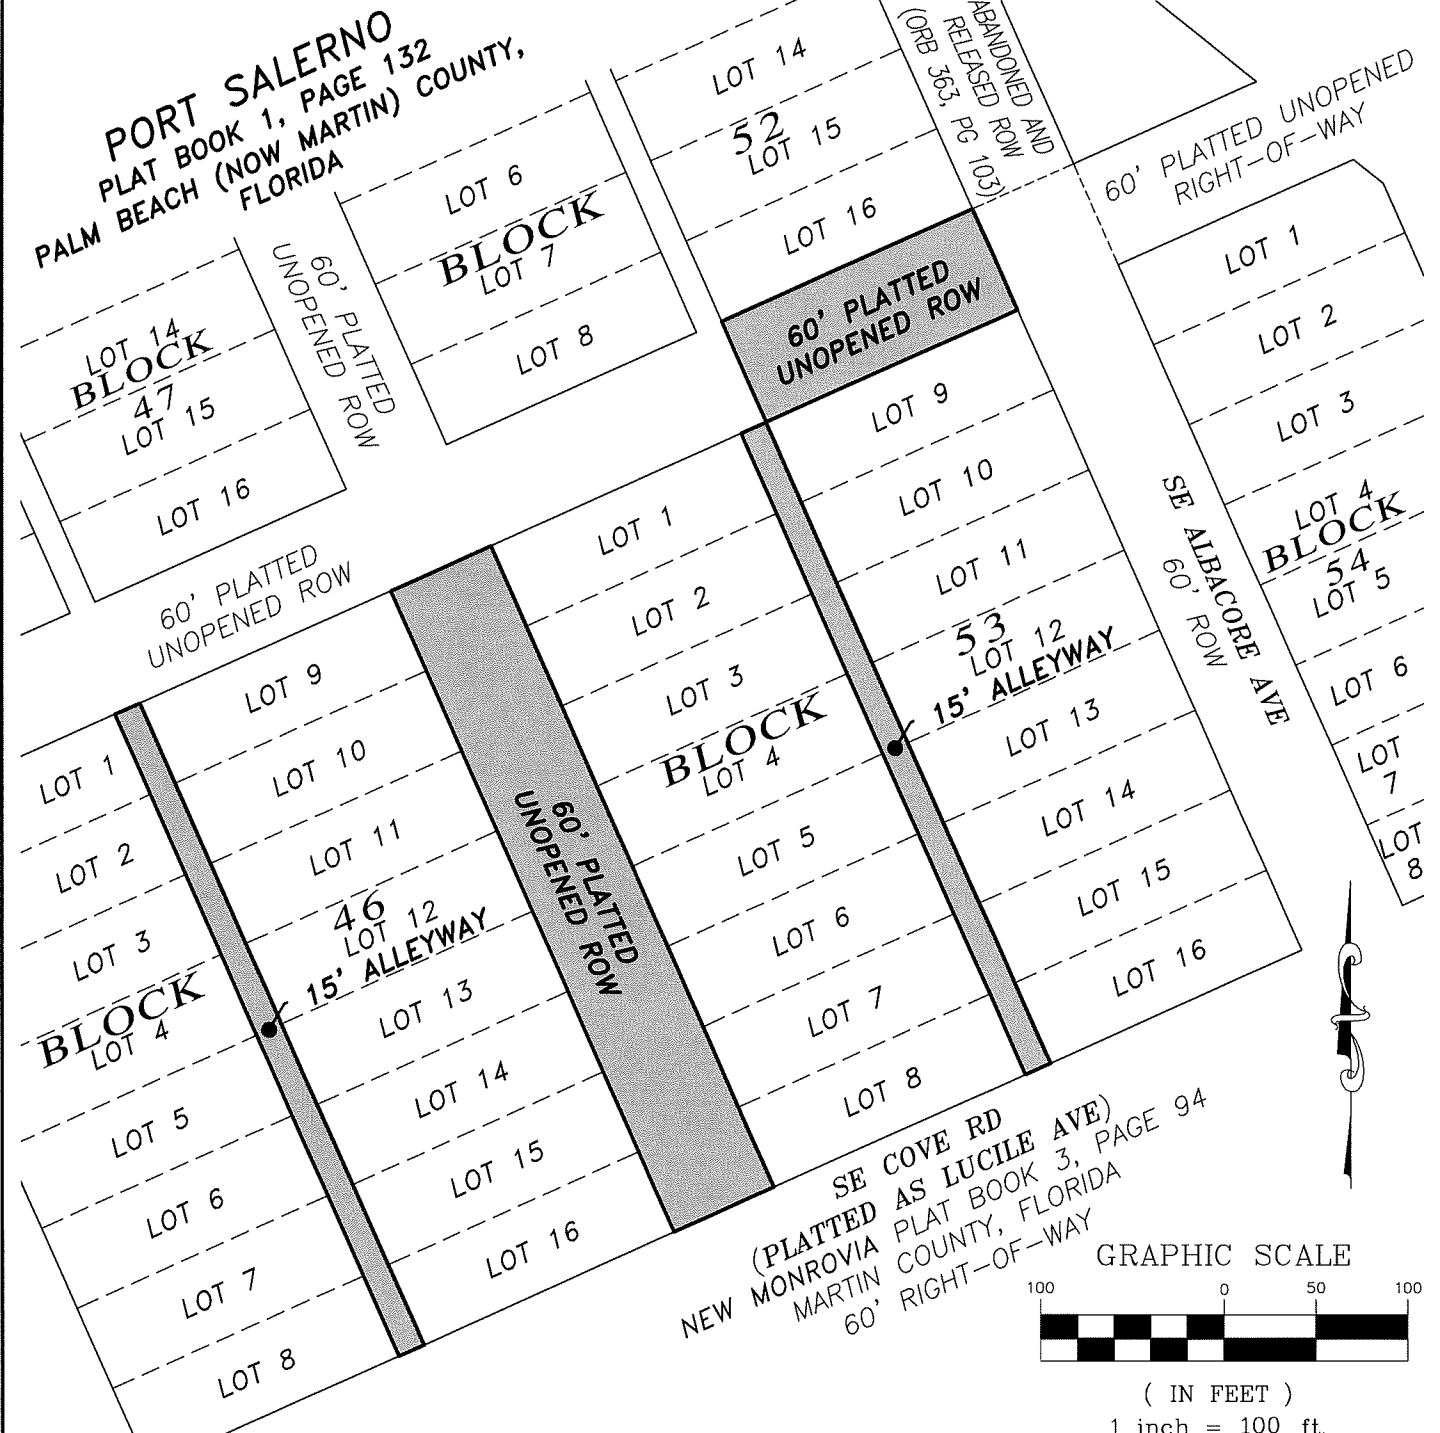 PORT SALERNO
PLAT BOOK 1, PAGE 132
PALM BEACH (NOW MARTIN) COUNTY,
FLORIDA
ABANDONED AND
RELEASED ROW
(ORB 363, PG 103)
60' PLATTED UNOPENED
RIGHT-OF-WAY
LOT 14
52
LOT 15
LOT 16
LOT 6
BLOCK
LOT 7
LOT 8
60' PLATTED
UNOPENED ROW
LOT 14
BLOCK
47
LOT 15
LOT 16
60' PLATTED
UNOPENED ROW
60' PLATTED
UNOPENED ROW
LOT 1
LOT 2
LOT 3
LOT 4
BLOCK
54
LOT 5
LOT 6
LOT
7
LOT
8
SE ALBACORE AVE
60' ROW
LOT 9
LOT 10
LOT 11
53
LOT 12
15' ALLEYWAY
LOT 13
LOT 14
LOT 15
LOT 16
LOT 1
LOT 2
LOT 3
BLOCK
LOT 4
LOT 5
LOT 6
LOT 7
LOT 8
60' PLATTED
UNOPENED ROW
LOT 9
LOT 10
LOT 11
46
LOT 12
15' ALLEYWAY
LOT 13
LOT 14
LOT 15
LOT 16
LOT 1
LOT 2
LOT 3
BLOCK
LOT 4
LOT 5
LOT 6
LOT 7
LOT 8
SE COVE RD
(PLATTED AS LUCILE AVE)
NEW MONROVIA PLAT BOOK 3, PAGE 94
MARTIN COUNTY, FLORIDA
60' RIGHT-OF-WAY
GRAPHIC SCALE
100 0 50 100
( IN FEET )
1 inch = 100 ft.